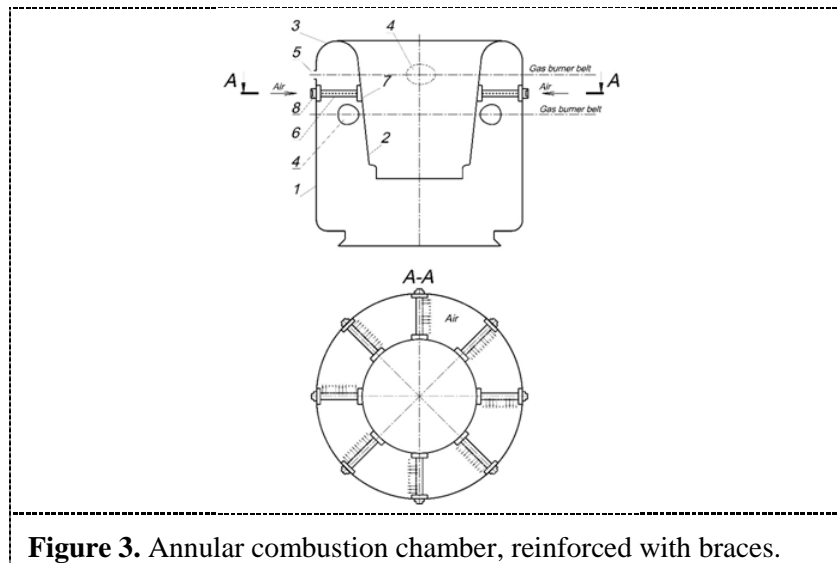 3
4
5
Gas burner belt
A
A
Air
7
Air
8
Gas burner belt
6
2
4
1
A-A
Air
Figure 3. Annular combustion chamber, reinforced with braces.